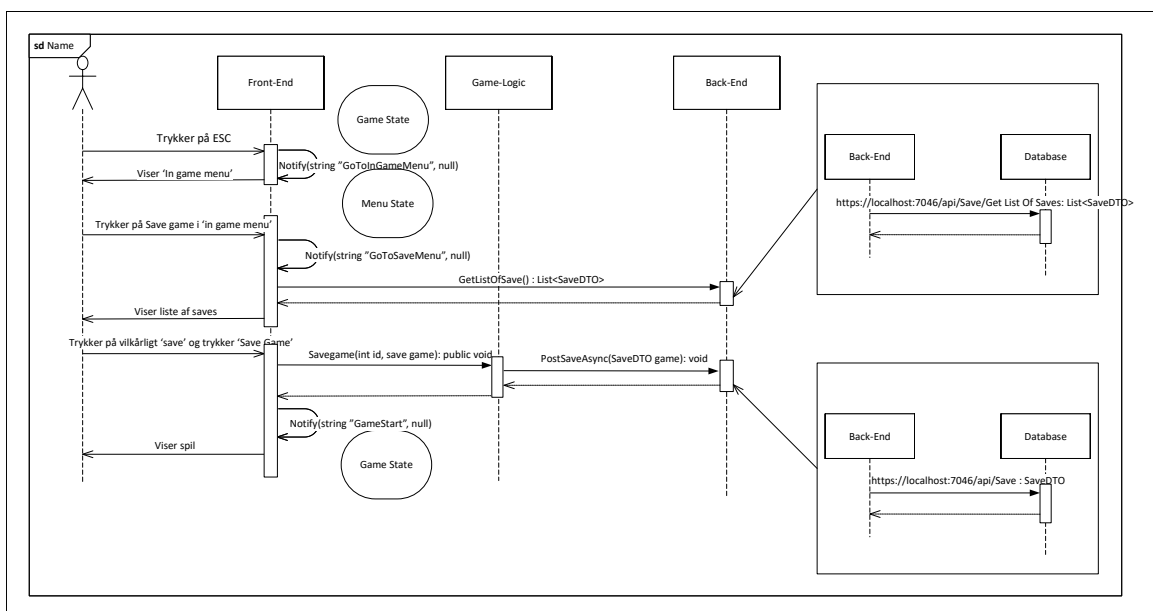 sd Name
Front-End
Game-Logic
Back-End
Game State
Trykker på ESC
Notify(string "GoToInGameMenu", null)
Viser 'In game menu'
Menu State
Trykker på Save game i 'in game menu'
Notify(string "GoToSaveMenu", null)
GetListOfSave() : List<SaveDTO>
Viser liste af saves
Trykker på vilkårligt 'save' og trykker 'Save Game'
Savegame(int id, save game): public void
PostSaveAsync(SaveDTO game): void
Notify(string "GameStart", null)
Viser spil
Game State
Back-End
Database
https://localhost:7046/api/Save/Get List Of Saves: List<SaveDTO>
Back-End
Database
https://localhost:7046/api/Save : SaveDTO